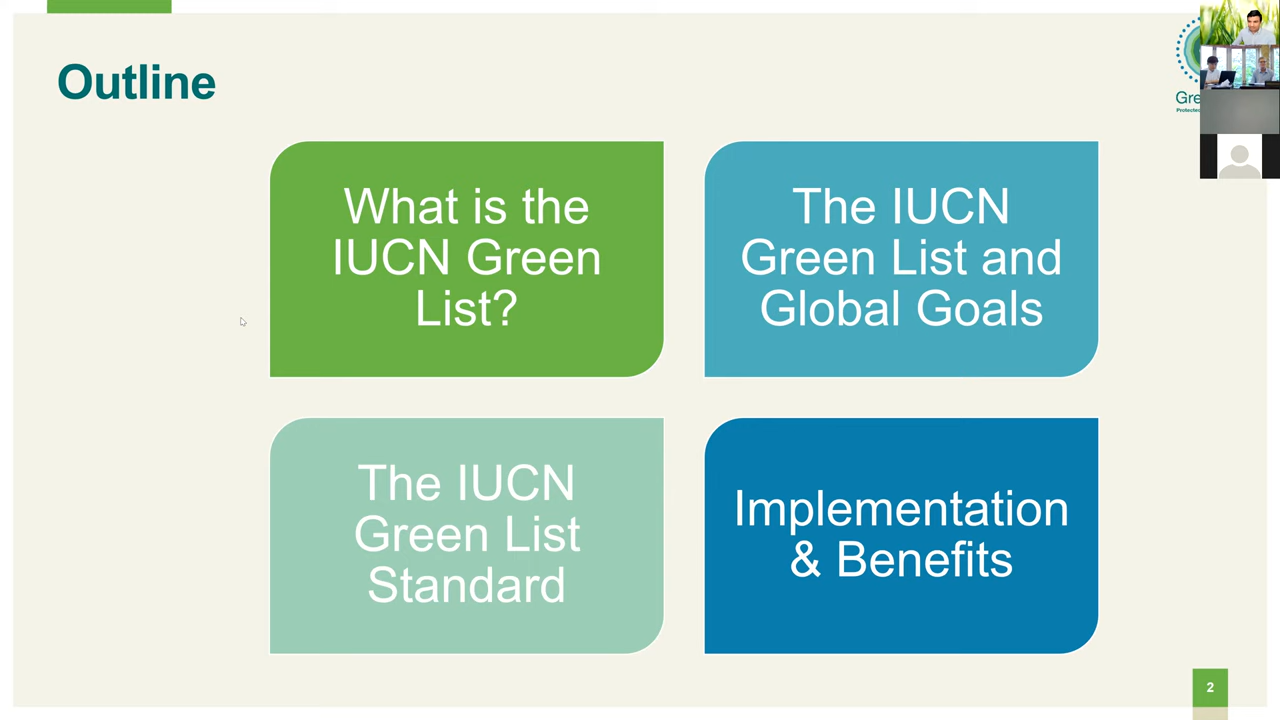 Outline
What is the
IUCN Green
List?
The IUCN
Green List and
Global Goals
The IUCN
Green List
Standard
Implementation
& Benefits
2